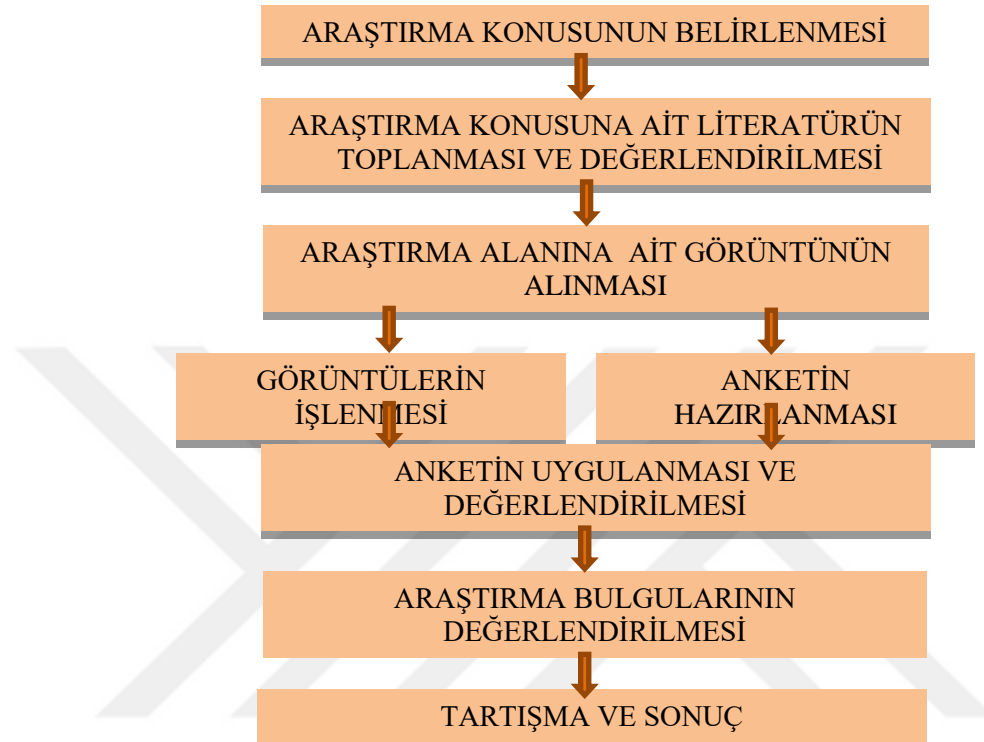 ARAŞTIRMA KONUSUNUN BELİRLENMESİ
ARAŞTIRMA KONUSUNA AİT LİTERATÜRÜN
TOPLANMASI VE DEĞERLENDİRİLMESİ
ARAŞTIRMA ALANINA AİT GÖRÜNTÜNÜN
ALINMASI
GÖRÜNTÜLERİN
İŞLENMESİ
ANKETİN
HAZIRLANMASI
ANKETİN UYGULANMASI VE
DEĞERLENDİRİLMESİ
ARAŞTIRMA BULGULARININ
DEĞERLENDİRİLMESİ
TARTIŞMA VE SONUÇ